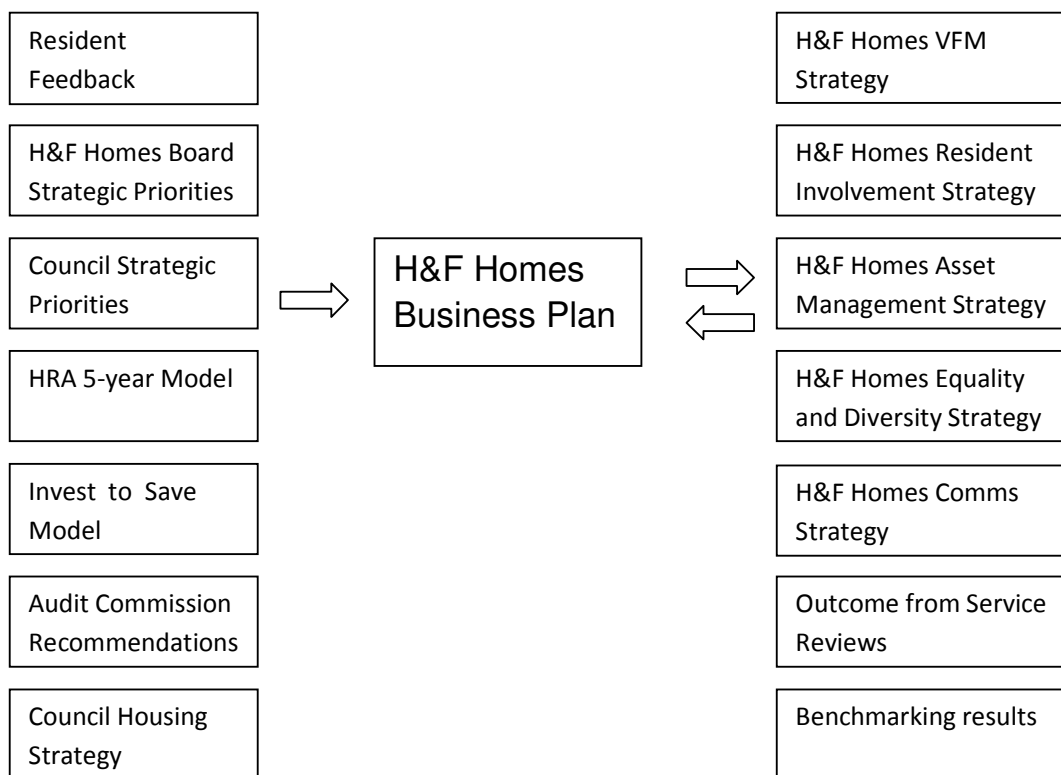 Resident
Feedback
H&F Homes Board
Strategic Priorities
Council Strategic
Priorities
HRA 5-year Model
Invest to Save
Model
Audit Commission
Recommendations
Council Housing
Strategy
H&F Homes
Business Plan
H&F Homes VFM
Strategy
H&F Homes Resident
Involvement Strategy
H&F Homes Asset
Management Strategy
H&F Homes Equality
and Diversity Strategy
H&F Homes Comms
Strategy
Outcome from Service
Reviews
Benchmarking results